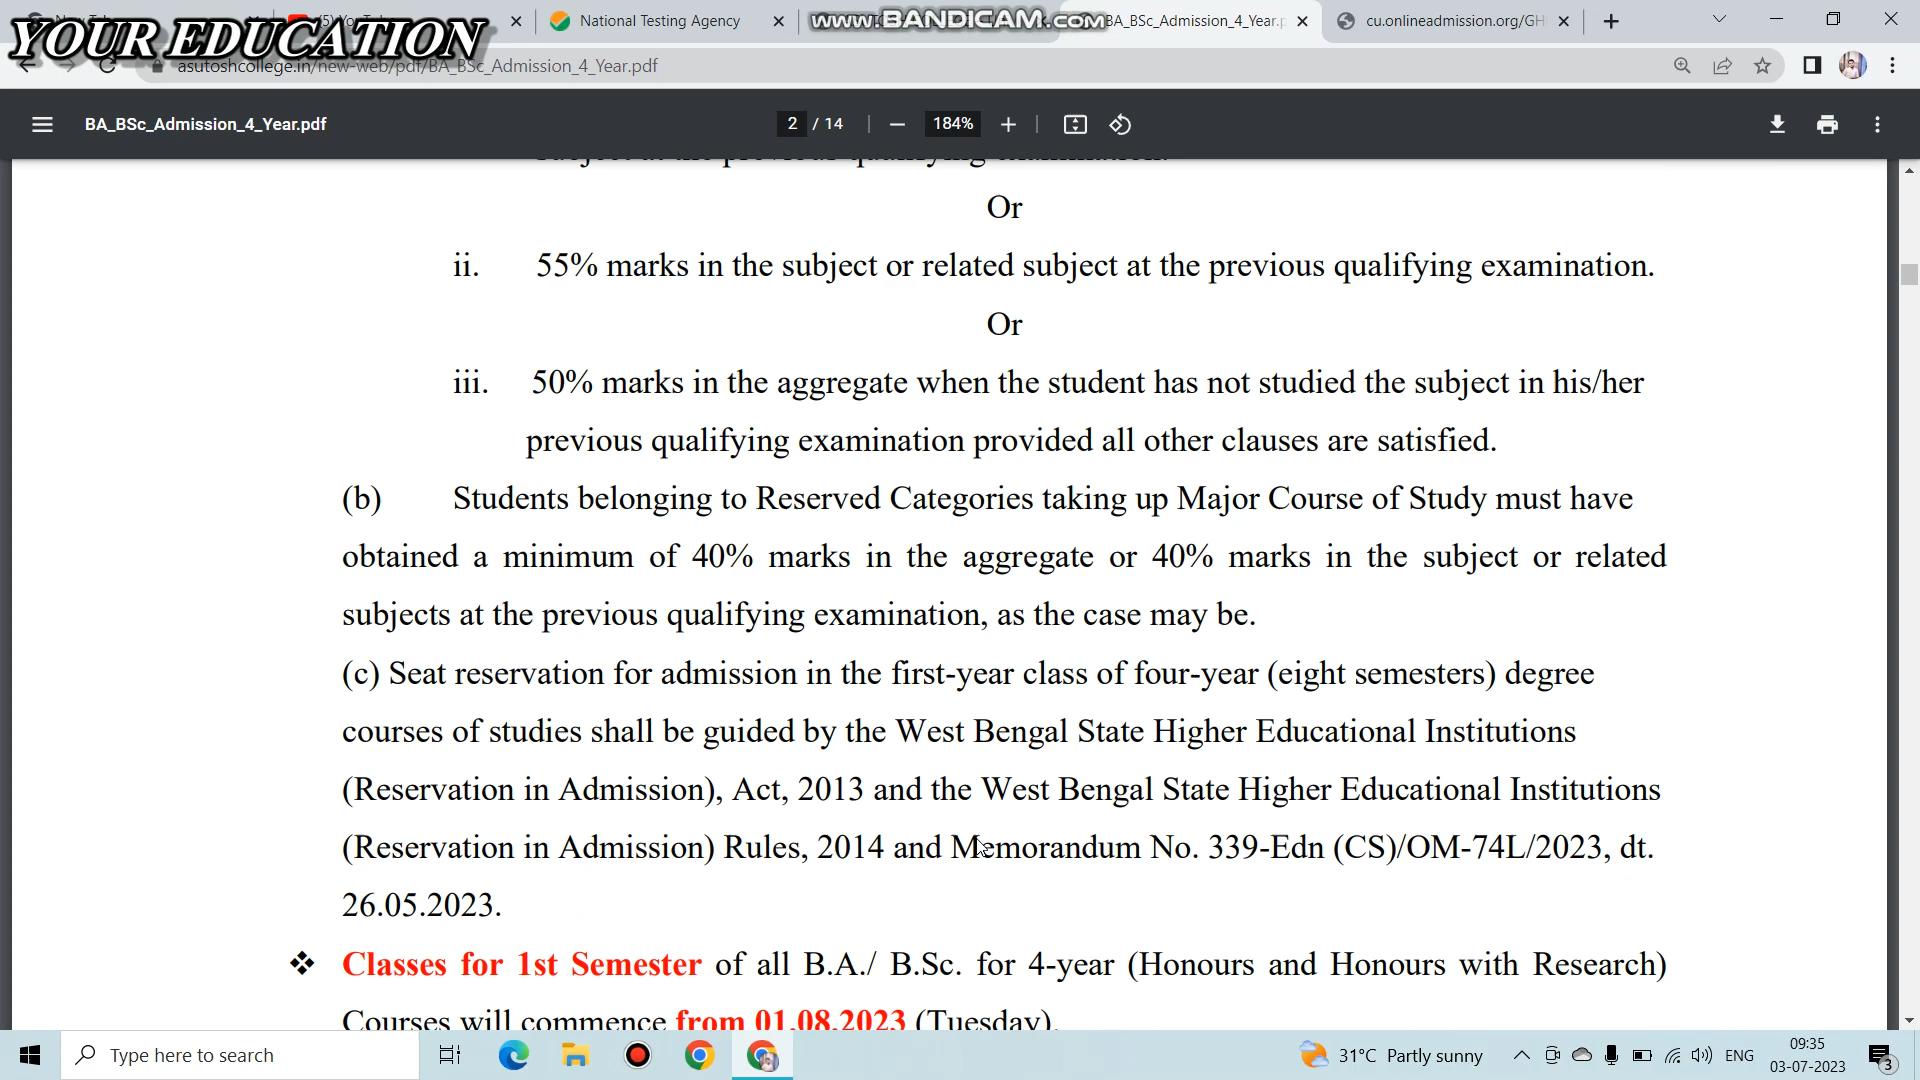 YOUR EDUCATION
www.BANDICAM.com
National Testing Agency
BA_BSc_Admission_4_Year.p
cu.onlineadmission.org/GH
asutoshcollege.in/new-web/pdf/BA_BSc_Admission_4_Year.pdf
BA_BSc_Admission_4_Year.pdf
2 / 14
184%
subject at the previous qualifying examination.
Or
ii. 55% marks in the subject or related subject at the previous qualifying examination.
Or
iii. 50% marks in the aggregate when the student has not studied the subject in his/her
previous qualifying examination provided all other clauses are satisfied.
(b) Students belonging to Reserved Categories taking up Major Course of Study must have
obtained a minimum of 40% marks in the aggregate or 40% marks in the subject or related
subjects at the previous qualifying examination, as the case may be.
(c) Seat reservation for admission in the first-year class of four-year (eight semesters) degree
courses of studies shall be guided by the West Bengal State Higher Educational Institutions
(Reservation in Admission), Act, 2013 and the West Bengal State Higher Educational Institutions
(Reservation in Admission) Rules, 2014 and Memorandum No. 339-Edn (CS)/OM-74L/2023, dt.
26.05.2023.
❖ Classes for 1st Semester of all B.A./ B.Sc. for 4-year (Honours and Honours with Research)
Courses will commence from 01.08.2023 (Tuesday).
Type here to search
31°C Partly sunny
ENG
09:35
03-07-2023
3